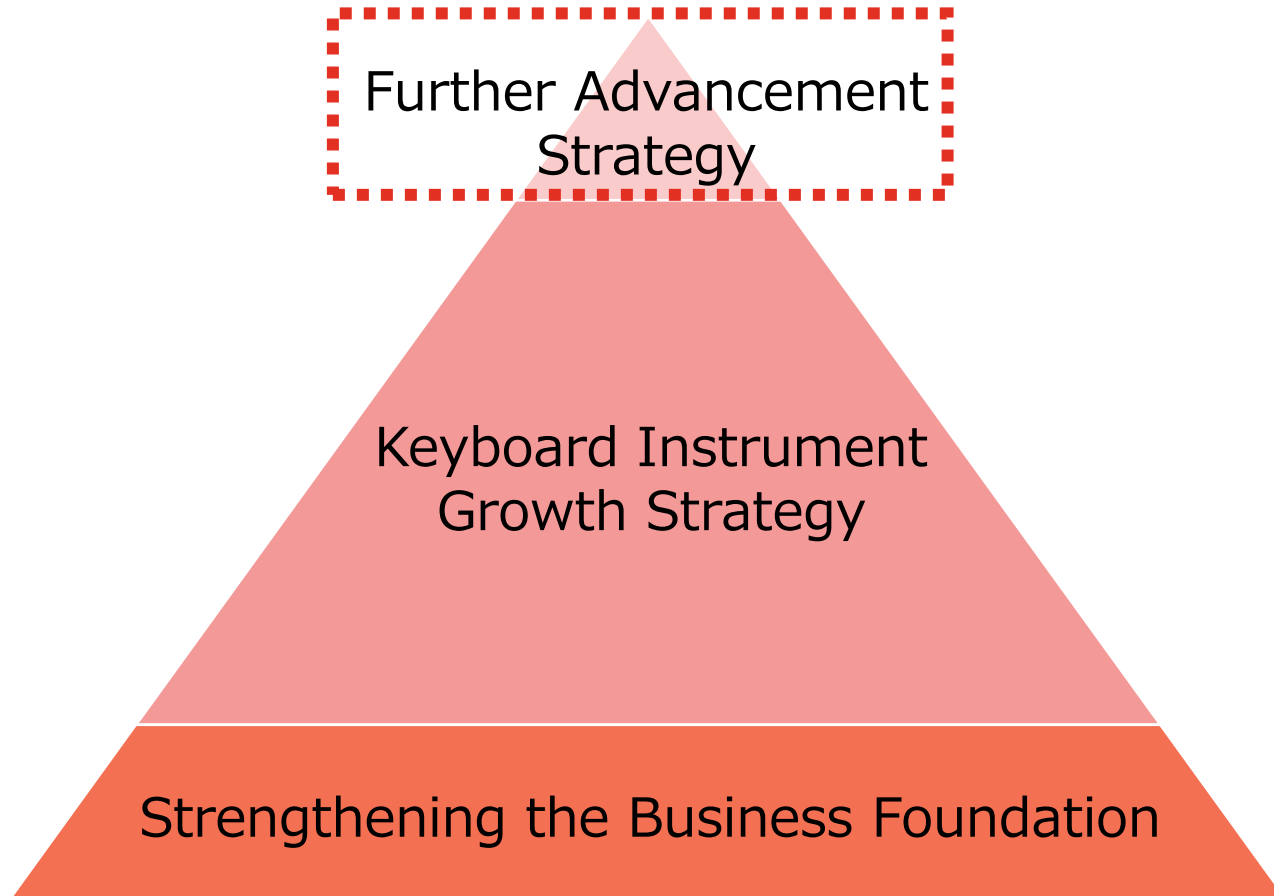 Further Advancement
Strategy
Keyboard Instrument
Growth Strategy
Strengthening the Business Foundation